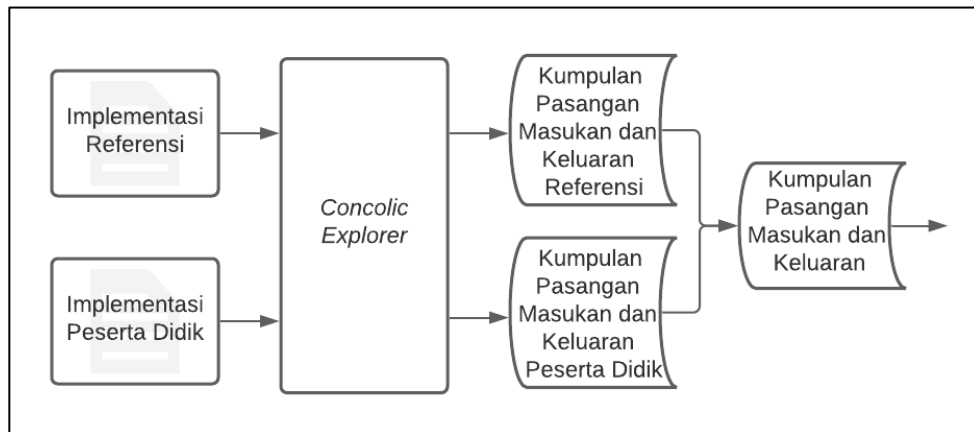 Implementasi
Referensi
Implementasi
Peserta Didik
Concolic
Explorer
Kumpulan
Pasangan
Masukan dan
Keluaran
Referensi
Kumpulan
Pasangan
Masukan dan
Keluaran
Peserta Didik
Kumpulan
Pasangan
Masukan dan
Keluaran